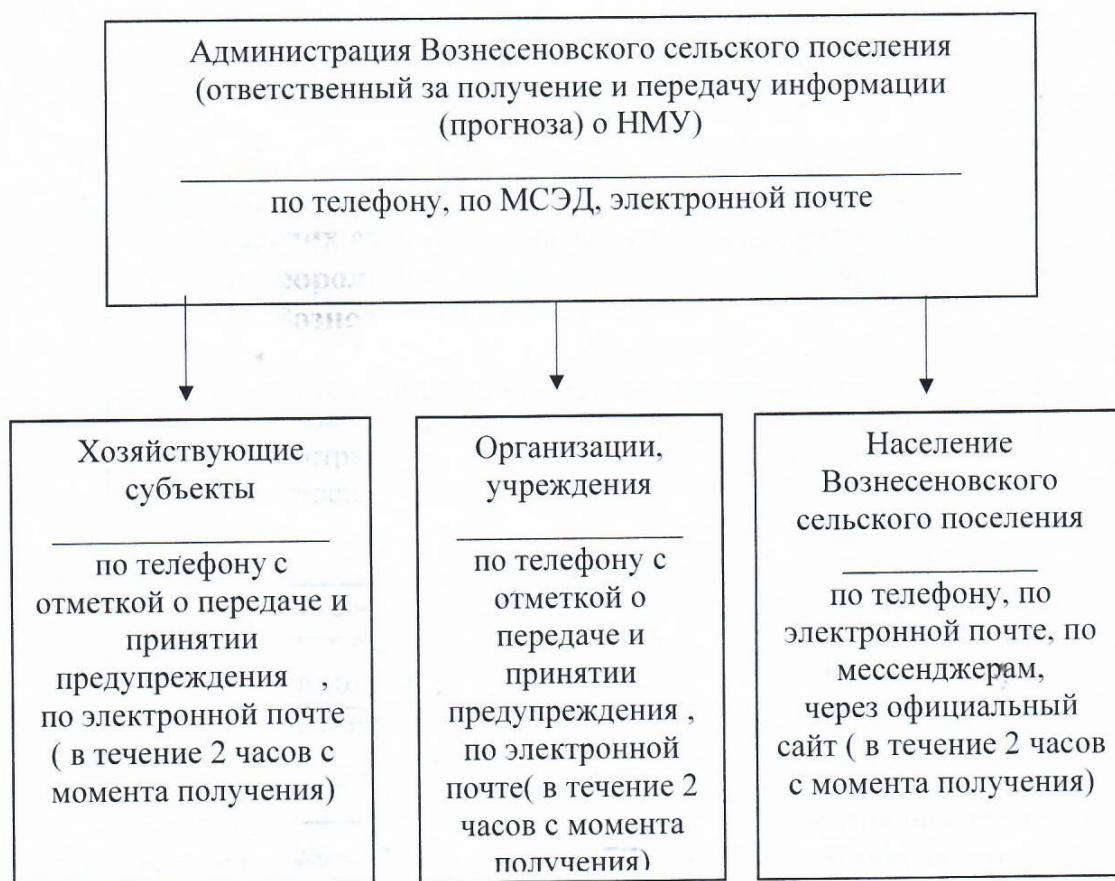 Администрация Вознесеновского сельского поселения
(ответственный за получение и передачу информации
(прогноза) о НМУ)
по телефону, по МСЭД, электронной почте
Хозяйствующие
субъекты
по телефону с
отметкой о передаче и
принятии
предупреждения ,
по электронной почте
( в течение 2 часов с
момента получения)
Организации,
учреждения
по телефону с
отметкой о
передаче и
принятии
предупреждения ,
по электронной
почте( в течение 2
часов с момента
получения)
Население
Вознесеновского
сельского поселения
по телефону, по
электронной почте, по
мессенджерам,
через официальный
сайт ( в течение 2 часов
с момента получения)